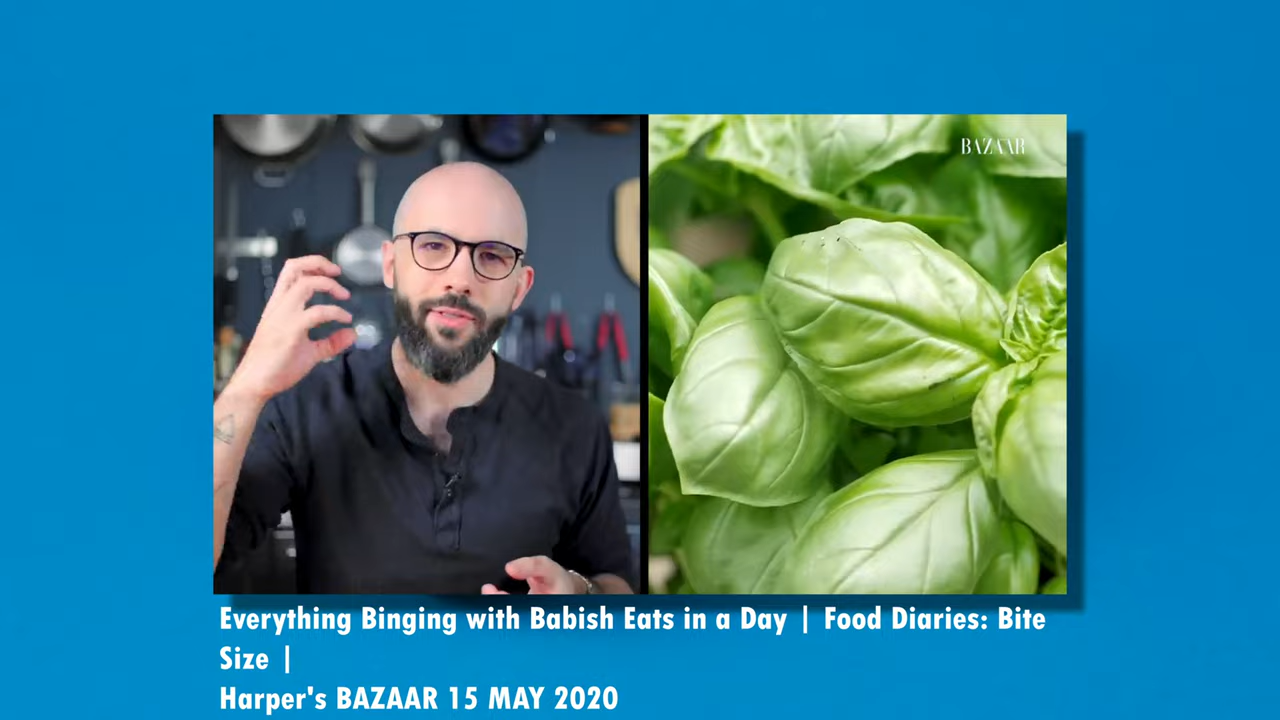 BAZAAR
Everything Binging with Babish Eats in a Day | Food Diaries: Bite
Size |
Harper's BAZAAR 15 MAY 2020